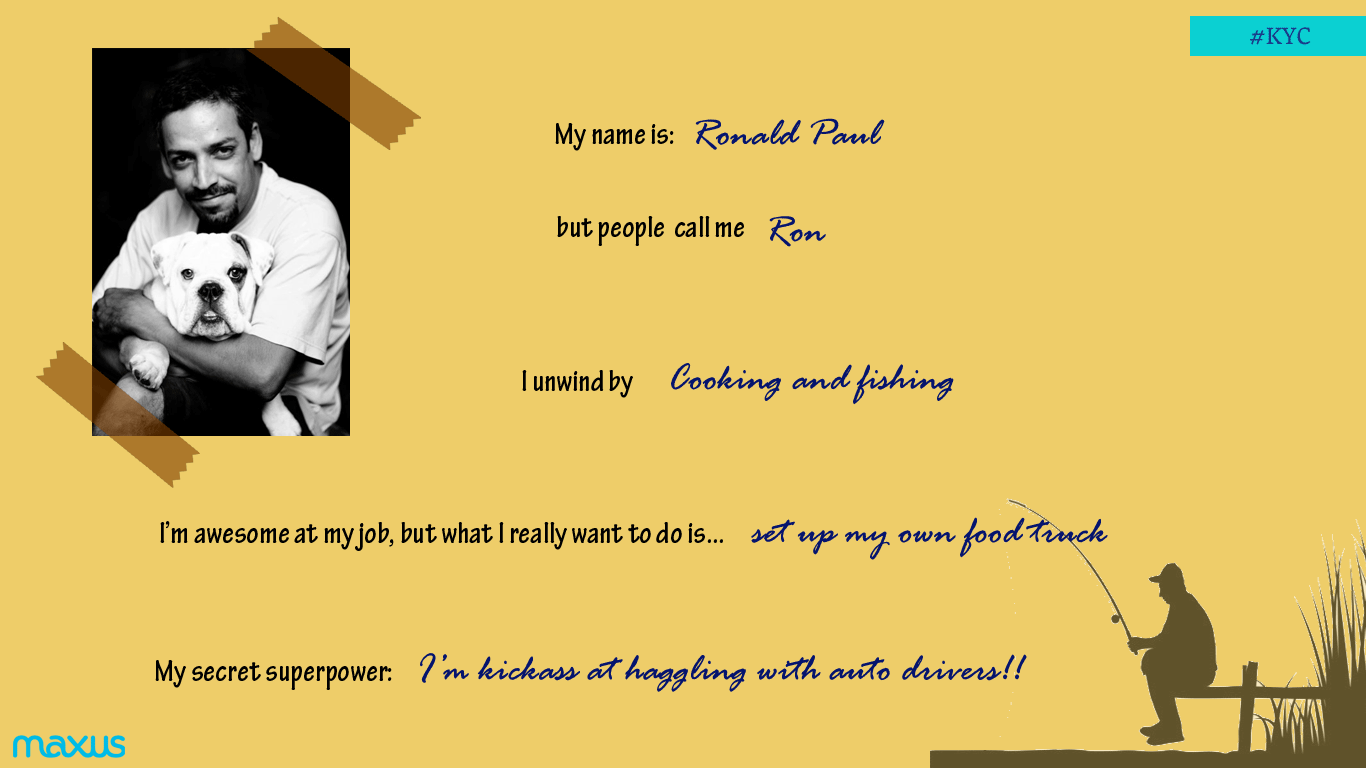 #KYC
My name is: Ronald Paul
but people call me Ron
I unwind by Cooking and fishing
I'm awesome at my job, but what I really want to do is... set up my own food truck
My secret superpower: I'm kickass at haggling with auto drivers!!
maxus